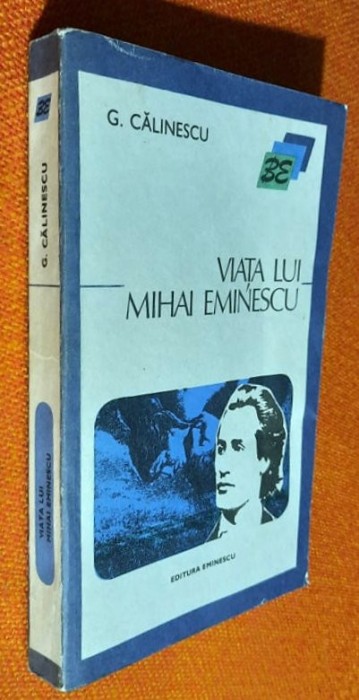 G. CĂLINESCU
BE
VIAȚA LUI
MIHAI EMINESCU
EDITURA EMINESCU
BE
G. CĂLINESCU
VIAȚA LUI
MIHAI EMINESCU